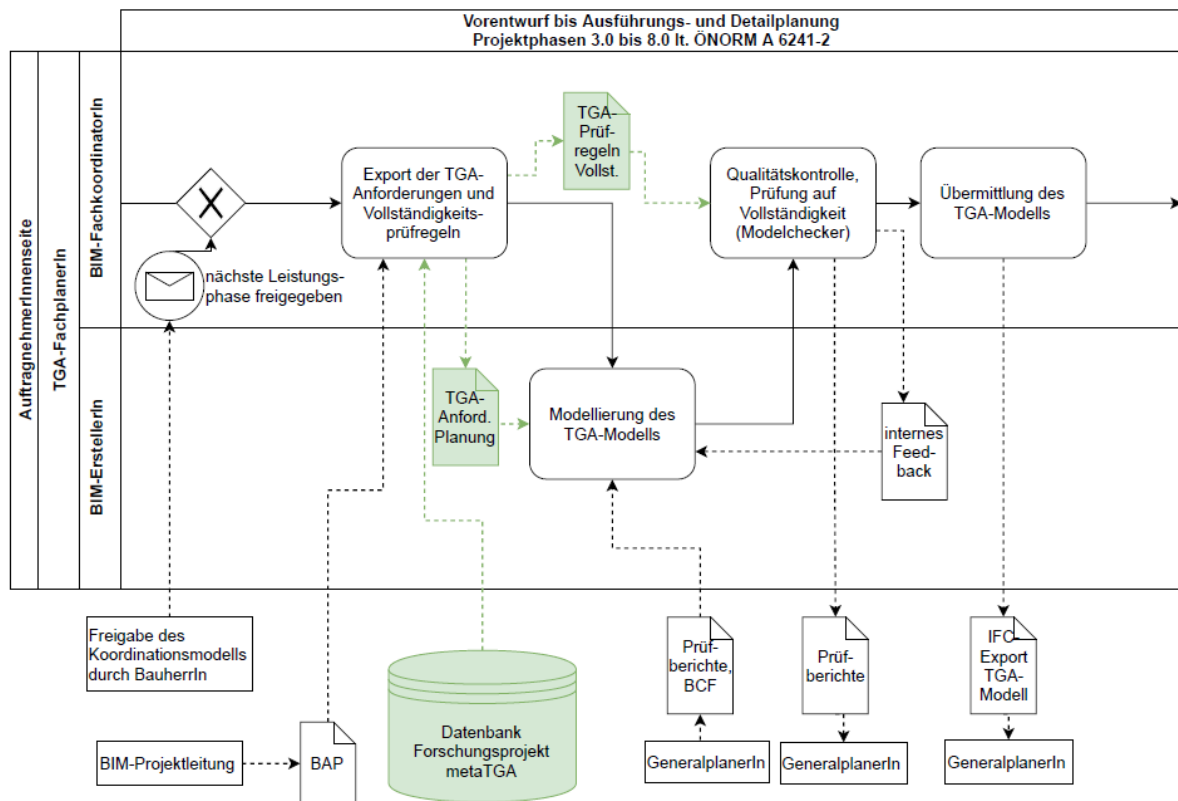 Vorentwurf bis Ausführungs- und Detailplanung
Projektphasen 3.0 bis 8.0 lt. ÖNORM A 6241-2
AuftragnehmerInnenseite
TGA-FachplanerIn
BIM-FachkoordinatorIn
BIM-ErstellerIn
TGA-
Prüf-
regeln
Vollst.
Export der TGA-
Anforderungen und
Vollständigkeits-
prüfregeln
Qualitätskontrolle,
Prüfung auf
Vollständigkeit
(Modelchecker)
Übermittlung des
TGA-Modells
nächste Leistungs-
phase freigegeben
TGA-
Anford.
Planung
Modellierung des
TGA-Modells
internes
Feed-
back
Freigabe des
Koordinationsmodells
durch BauherrIn
Prüf-
berichte,
BCF
Prüf-
berichte
IFC-
Export
TGA-
Modell
Datenbank
Forschungsprojekt
metaTGA
BIM-Projektleitung
BAP
GeneralplanerIn
GeneralplanerIn
GeneralplanerIn